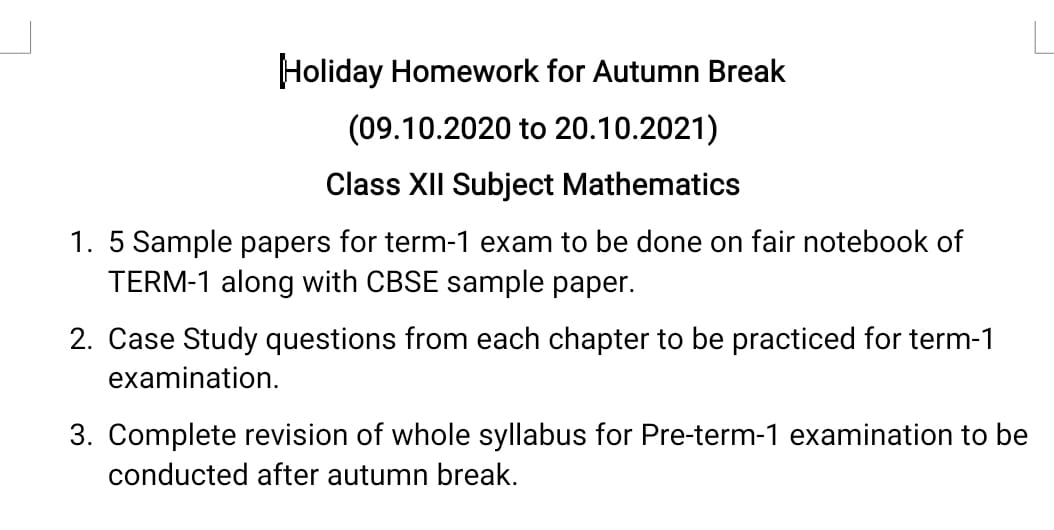 Holiday Homework for Autumn Break
(09.10.2020 to 20.10.2021)
Class XII Subject Mathematics
1. 5 Sample papers for term-1 exam to be done on fair notebook of
TERM-1 along with CBSE sample paper.
2. Case Study questions from each chapter to be practiced for term-1
examination.
3. Complete revision of whole syllabus for Pre-term-1 examination to be
conducted after autumn break.